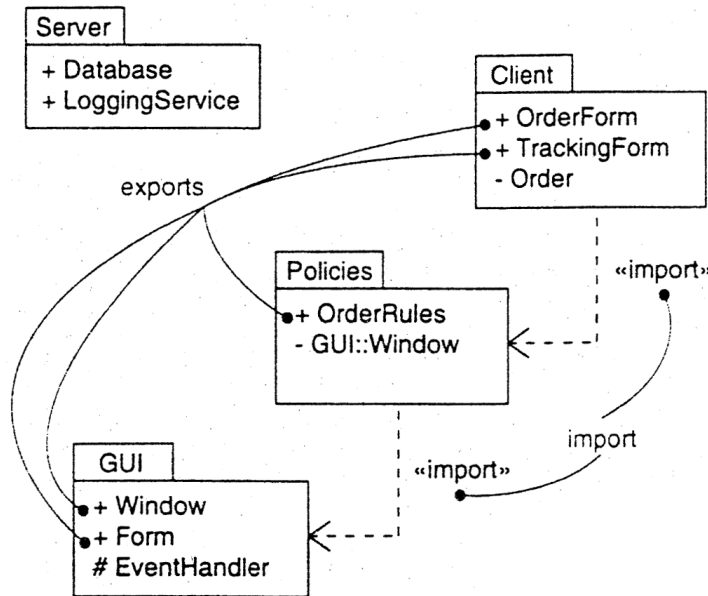 Server
+ Database
+ LoggingService
Client
+ OrderForm
+ TrackingForm
- Order
exports
Policies
+ OrderRules
- GUI::Window
«import»
import
«import»
GUI
+ Window
+ Form
# EventHandler